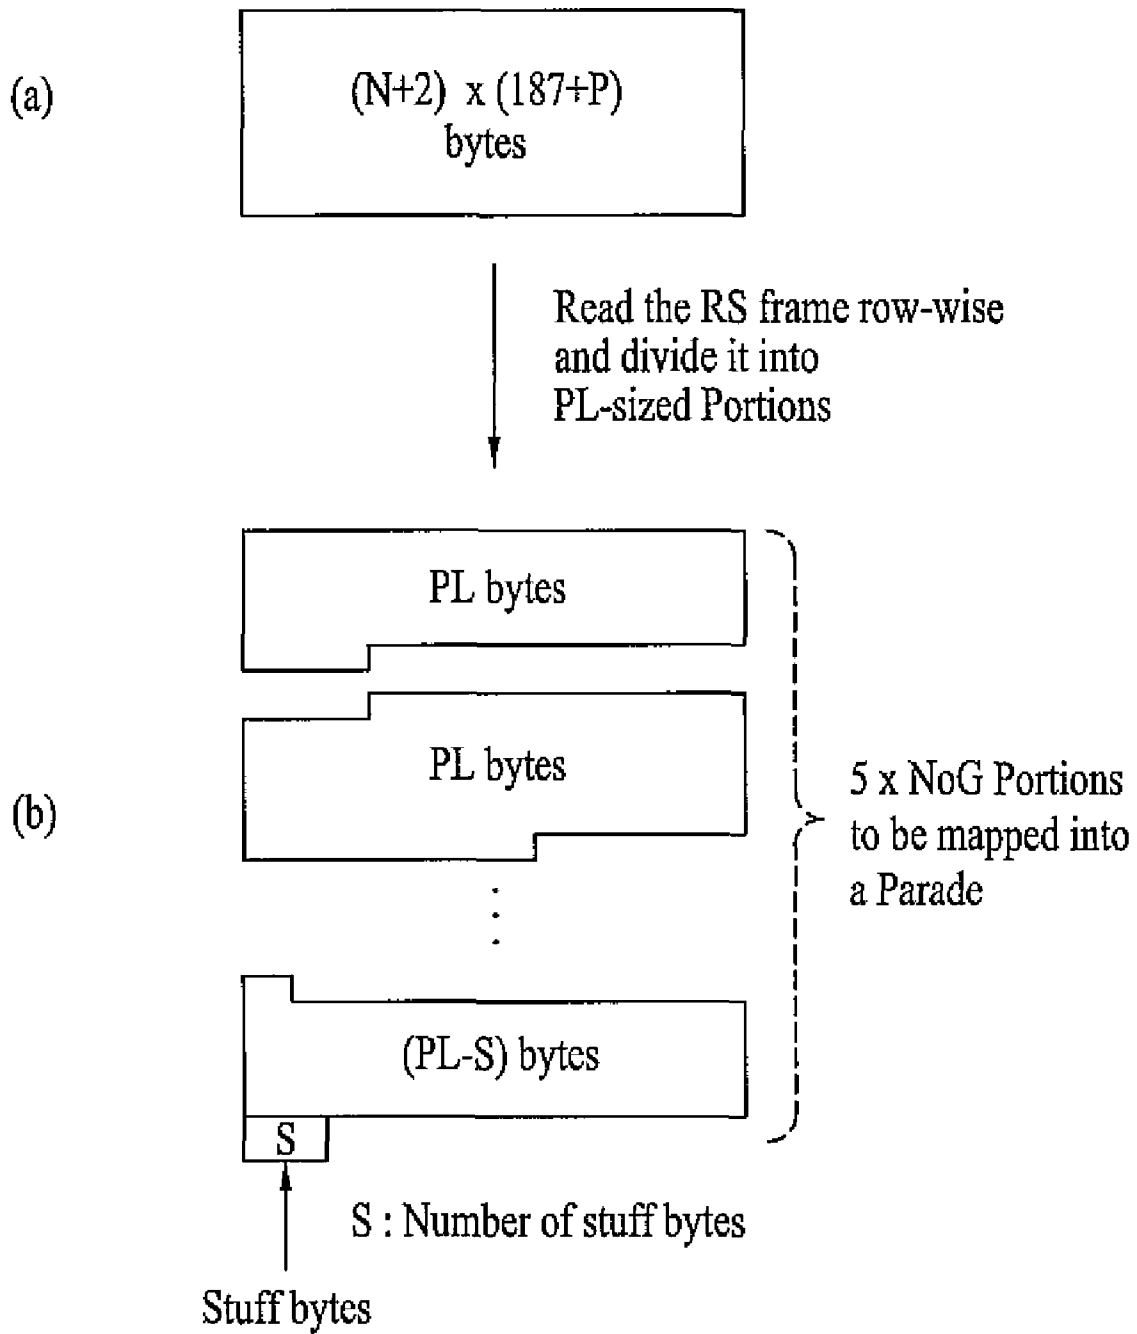 (a)
(N+2) x (187+P)
bytes
Read the RS frame row-wise
and divide it into
PL-sized Portions
PL bytes
PL bytes
(b)
5 x NoG Portions
to be mapped into
a Parade
(PL-S) bytes
S
S : Number of stuff bytes
Stuff bytes